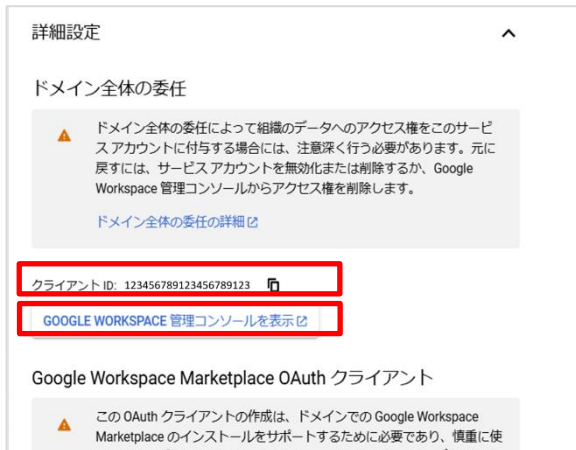 詳細設定
ドメイン全体の委任
ドメイン全体の委任によって組織のデータへのアクセス権をこのサービ
ス アカウントに付与する場合には、注意深く行う必要があります。元に
戻すには、サービス アカウントを無効化または削除するか、Google
Workspace 管理コンソールからアクセス権を削除します。
ドメイン全体の委任の詳細
クライアント ID: 123456789123456789123
GOOGLE WORKSPACE 管理コンソールを表示
Google Workspace Marketplace OAuth クライアント
この OAuth クライアントの作成は、ドメインでの Google Workspace
Marketplace のインストールをサポートするために必要であり、慎重に使